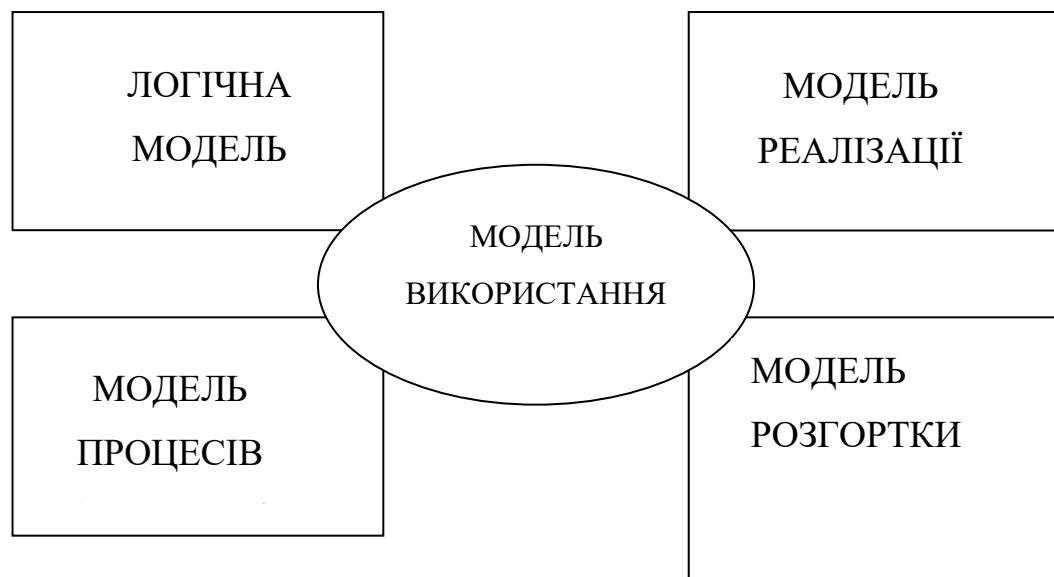 ЛОГІЧНА
МОДЕЛЬ
МОДЕЛЬ
РЕАЛІЗАЦІЇ
МОДЕЛЬ
ВИКОРИСТАННЯ
МОДЕЛЬ
ПРОЦЕСІВ
МОДЕЛЬ
РОЗГОРТКИ